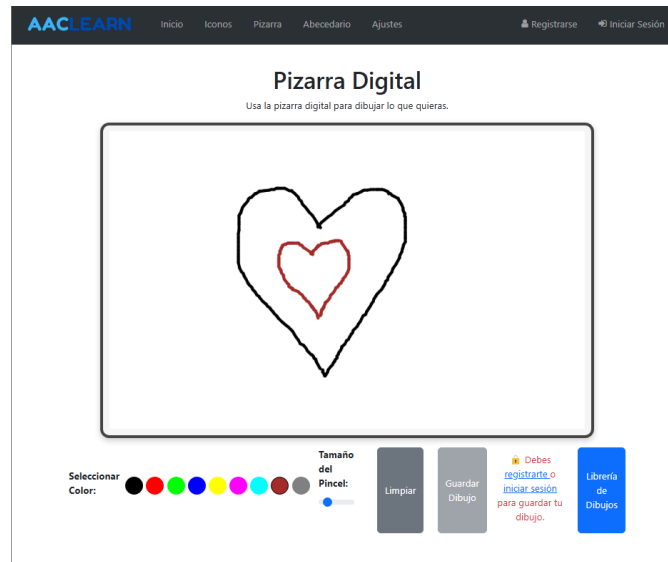 AACLEARN Inicio Iconos Pizarra Abecedario Ajustes Registrarse Iniciar Sesión
Pizarra Digital
Usa la pizarra digital para dibujar lo que quieras.
Seleccionar
Color:
Tamaño
del
Pincel:
Limpiar
Guardar
Dibujo
Debes
registrarte o
iniciar sesión
para guardar tu
dibujo.
Librería
de
Dibujos